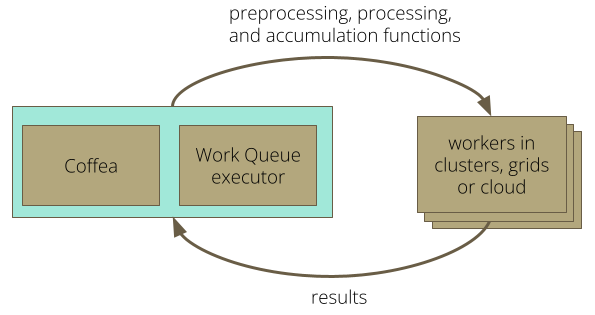 preprocessing, processing,
and accumulation functions
Coffea
Work Queue
executor
workers in
clusters, grids
or cloud
results